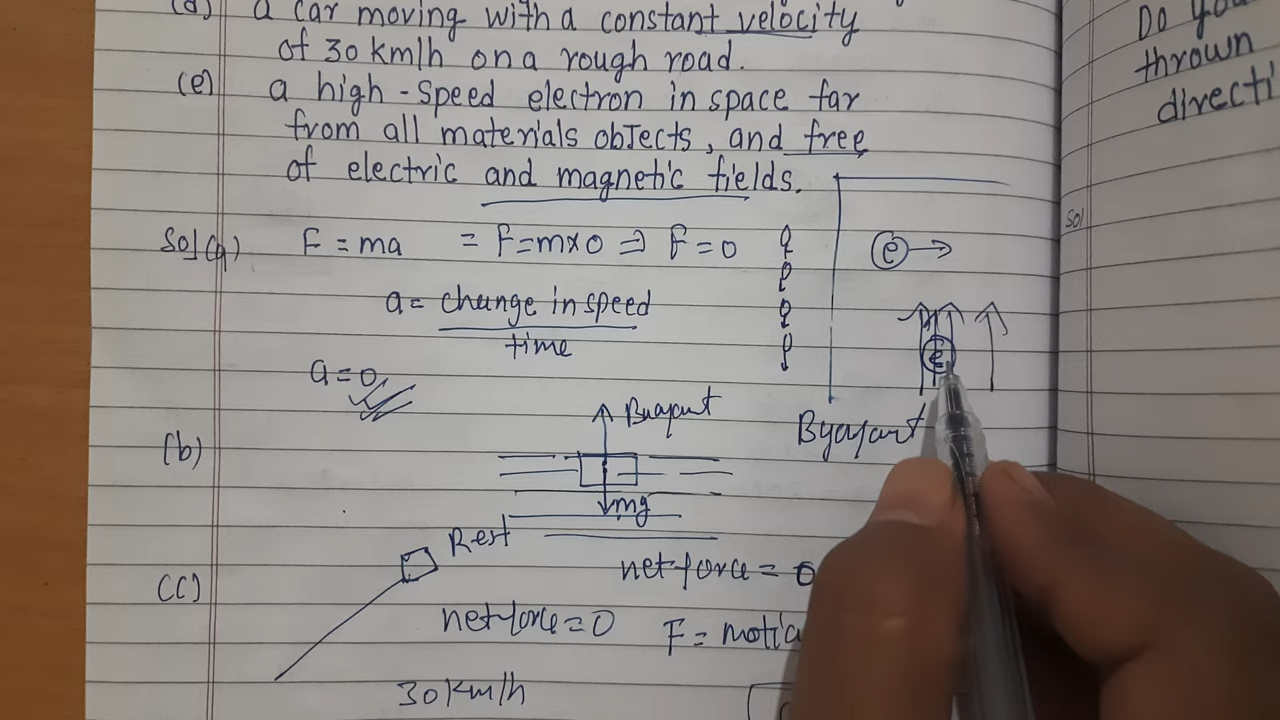 (d) a car moving with a constant velocity
of 30 km/h on a rough road.
(e) a high-speed electron in space far
from all materials objects, and free
of electric and magnetic fields.
Sol(a) F = ma = F=m×0 ⇒ F=0
a= change in speed
time
a=0
e →
e
(b) Buayant
Byayant
mg
net force = 0
(c) Rest
net force=0 F= motio
30 km/h
Do you
thrown
directi
Sol